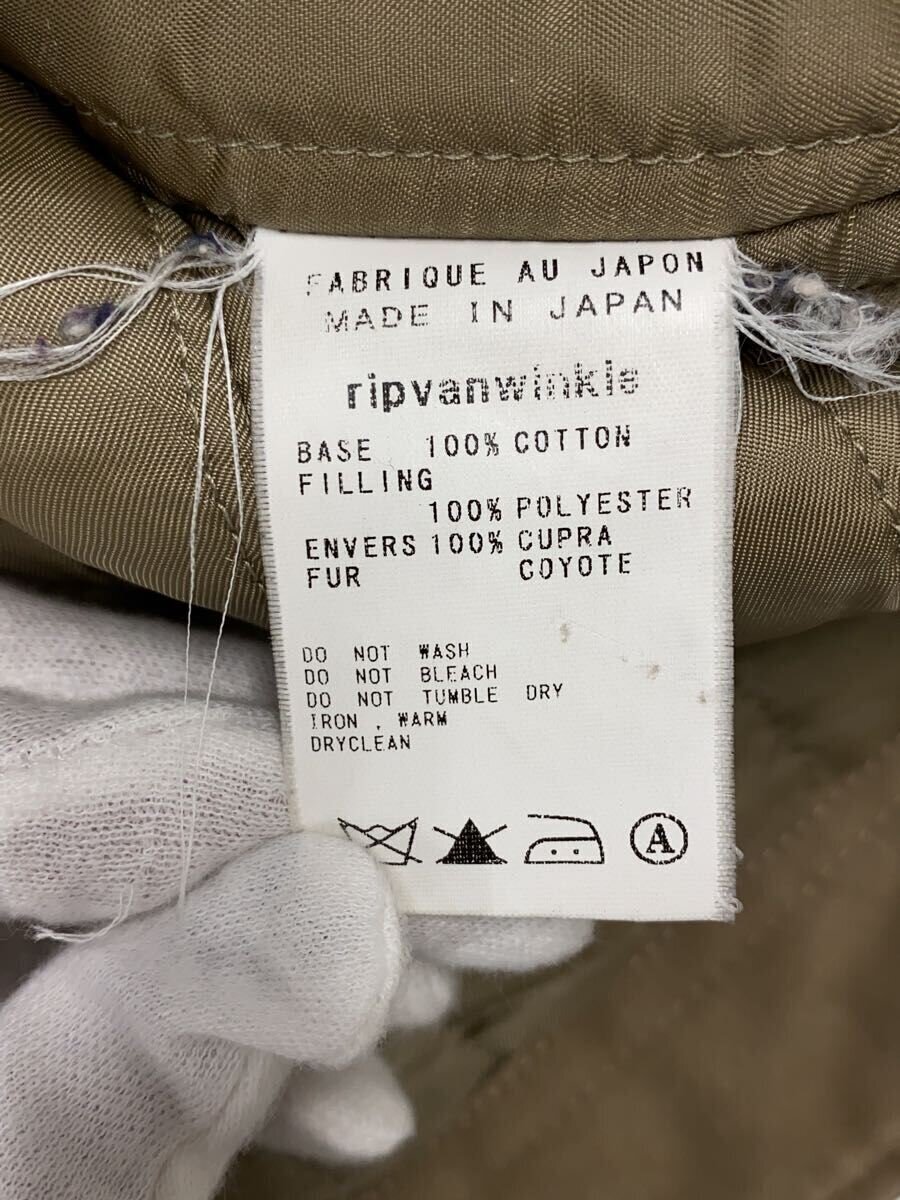 FABRIQUE AU JAPON
MADE IN JAPAN
ripvanwinkle
BASE 100% COTTON
FILLING
100% POLYESTER
ENVERS 100% CUPRA
FUR COYOTE
DO NOT WASH
DO NOT BLEACH
DO NOT TUMBLE DRY
IRON . WARM
DRYCLEAN
A